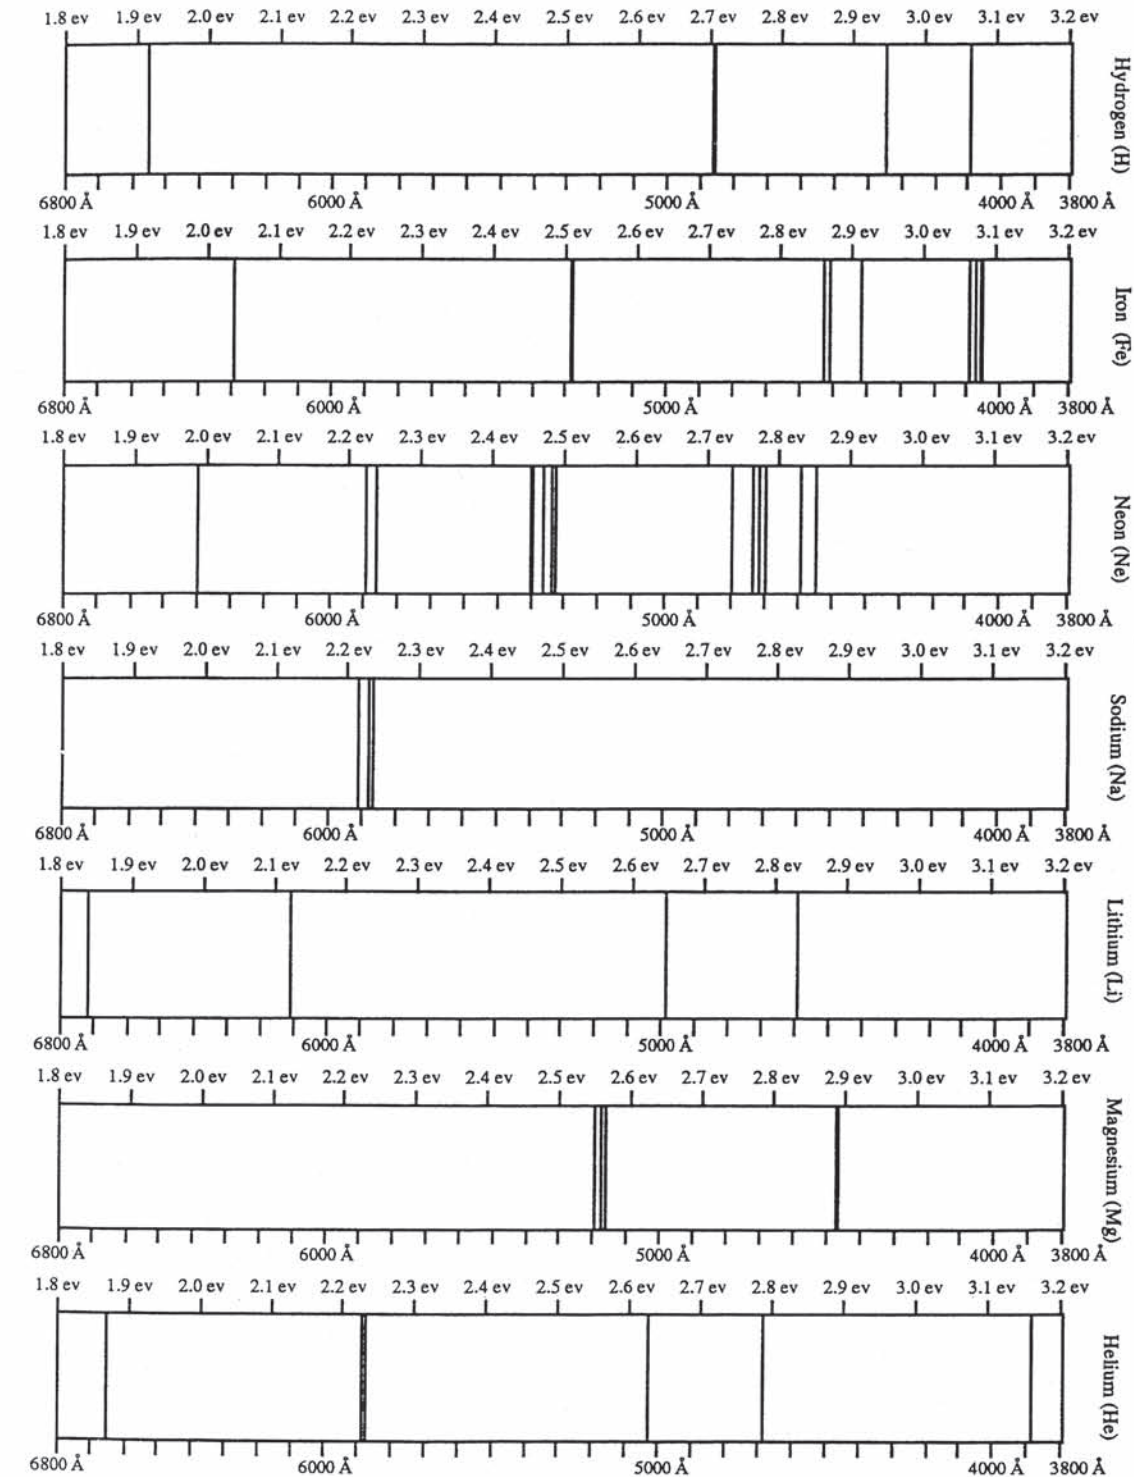 1.8 ev 1.9 ev 2.0 ev 2.1 ev 2.2 ev 2.3 ev 2.4 ev 2.5 ev 2.6 ev 2.7 ev 2.8 ev 2.9 ev 3.0 ev 3.1 ev 3.2 ev
Hydrogen (H)
6800 Å 6000 Å 5000 Å 4000 Å 3800 Å
1.8 ev 1.9 ev 2.0 ev 2.1 ev 2.2 ev 2.3 ev 2.4 ev 2.5 ev 2.6 ev 2.7 ev 2.8 ev 2.9 ev 3.0 ev 3.1 ev 3.2 ev
Iron (Fe)
6800 Å 6000 Å 5000 Å 4000 Å 3800 Å
1.8 ev 1.9 ev 2.0 ev 2.1 ev 2.2 ev 2.3 ev 2.4 ev 2.5 ev 2.6 ev 2.7 ev 2.8 ev 2.9 ev 3.0 ev 3.1 ev 3.2 ev
Neon (Ne)
6800 Å 6000 Å 5000 Å 4000 Å 3800 Å
1.8 ev 1.9 ev 2.0 ev 2.1 ev 2.2 ev 2.3 ev 2.4 ev 2.5 ev 2.6 ev 2.7 ev 2.8 ev 2.9 ev 3.0 ev 3.1 ev 3.2 ev
Sodium (Na)
6800 Å 6000 Å 5000 Å 4000 Å 3800 Å
1.8 ev 1.9 ev 2.0 ev 2.1 ev 2.2 ev 2.3 ev 2.4 ev 2.5 ev 2.6 ev 2.7 ev 2.8 ev 2.9 ev 3.0 ev 3.1 ev 3.2 ev
Lithium (Li)
6800 Å 6000 Å 5000 Å 4000 Å 3800 Å
1.8 ev 1.9 ev 2.0 ev 2.1 ev 2.2 ev 2.3 ev 2.4 ev 2.5 ev 2.6 ev 2.7 ev 2.8 ev 2.9 ev 3.0 ev 3.1 ev 3.2 ev
Magnesium (Mg)
6800 Å 6000 Å 5000 Å 4000 Å 3800 Å
1.8 ev 1.9 ev 2.0 ev 2.1 ev 2.2 ev 2.3 ev 2.4 ev 2.5 ev 2.6 ev 2.7 ev 2.8 ev 2.9 ev 3.0 ev 3.1 ev 3.2 ev
Helium (He)
6800 Å 6000 Å 5000 Å 4000 Å 3800 Å